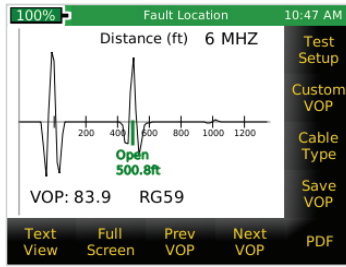 100% Fault Location 10:47 AM
Distance (ft) 6 MHZ
Test
Setup
Custom
VOP
Cable
Type
Save
VOP
200 400 600 800 1000 1200
Open
500.8ft
VOP: 83.9 RG59
Text
View
Full
Screen
Prev
VOP
Next
VOP
PDF